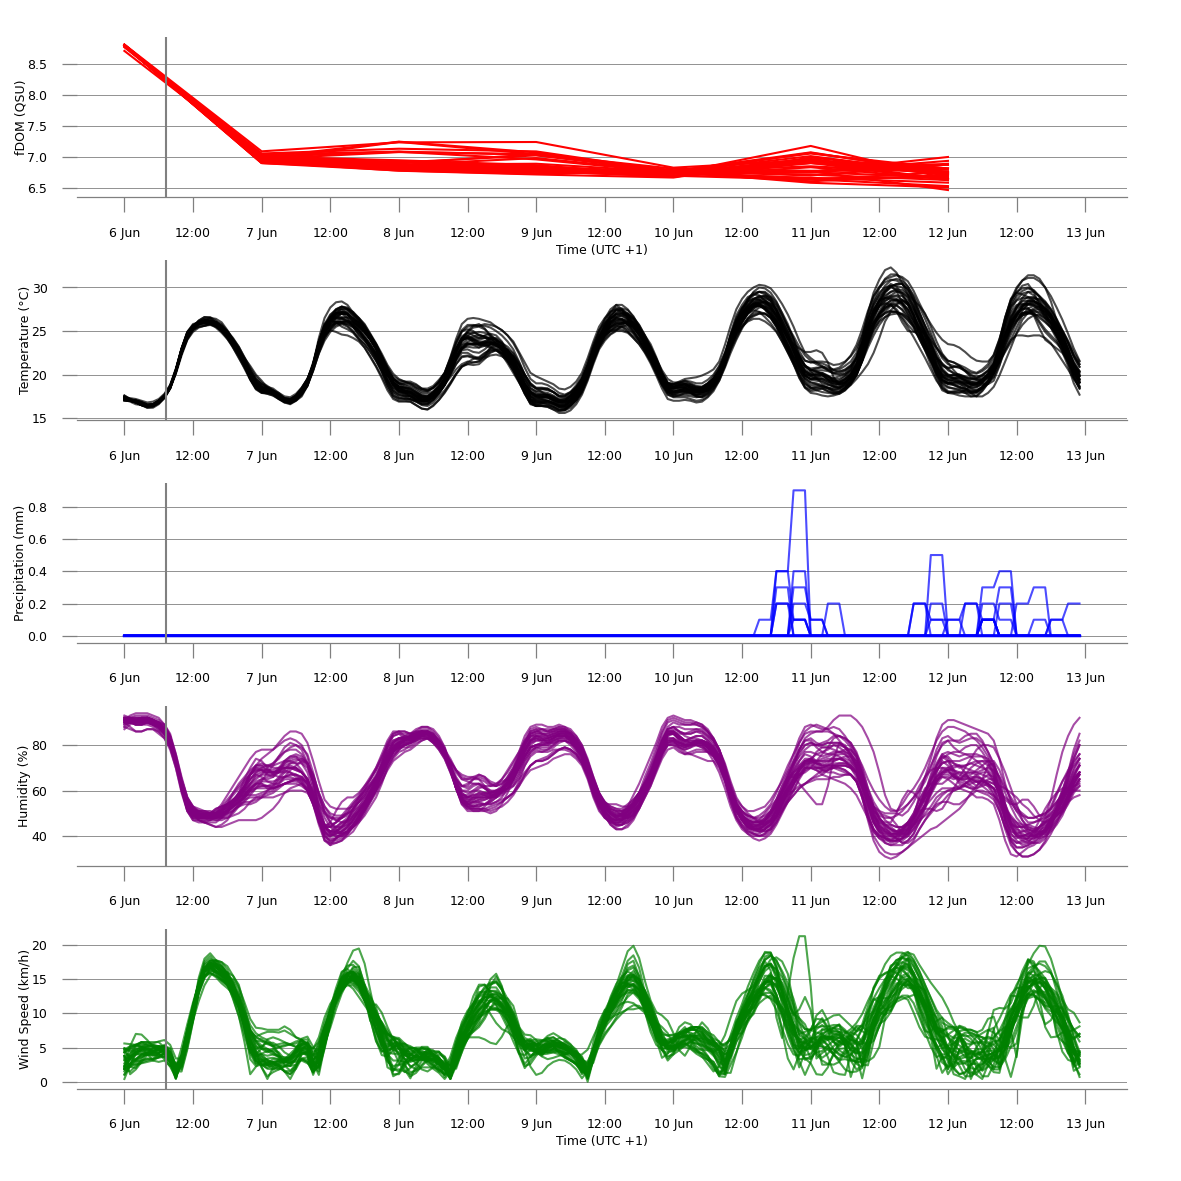 fDOM (QSU)
8.5
8.0
7.5
7.0
6.5
6 Jun 12:00 7 Jun 12:00 8 Jun 12:00 9 Jun 12:00 10 Jun 12:00 11 Jun 12:00 12 Jun 12:00 13 Jun
Time (UTC +1)
Temperature (°C)
30
25
20
15
6 Jun 12:00 7 Jun 12:00 8 Jun 12:00 9 Jun 12:00 10 Jun 12:00 11 Jun 12:00 12 Jun 12:00 13 Jun
Precipitation (mm)
0.8
0.6
0.4
0.2
0.0
6 Jun 12:00 7 Jun 12:00 8 Jun 12:00 9 Jun 12:00 10 Jun 12:00 11 Jun 12:00 12 Jun 12:00 13 Jun
Humidity (%)
80
60
40
6 Jun 12:00 7 Jun 12:00 8 Jun 12:00 9 Jun 12:00 10 Jun 12:00 11 Jun 12:00 12 Jun 12:00 13 Jun
Wind Speed (km/h)
20
15
10
5
0
6 Jun 12:00 7 Jun 12:00 8 Jun 12:00 9 Jun 12:00 10 Jun 12:00 11 Jun 12:00 12 Jun 12:00 13 Jun
Time (UTC +1)